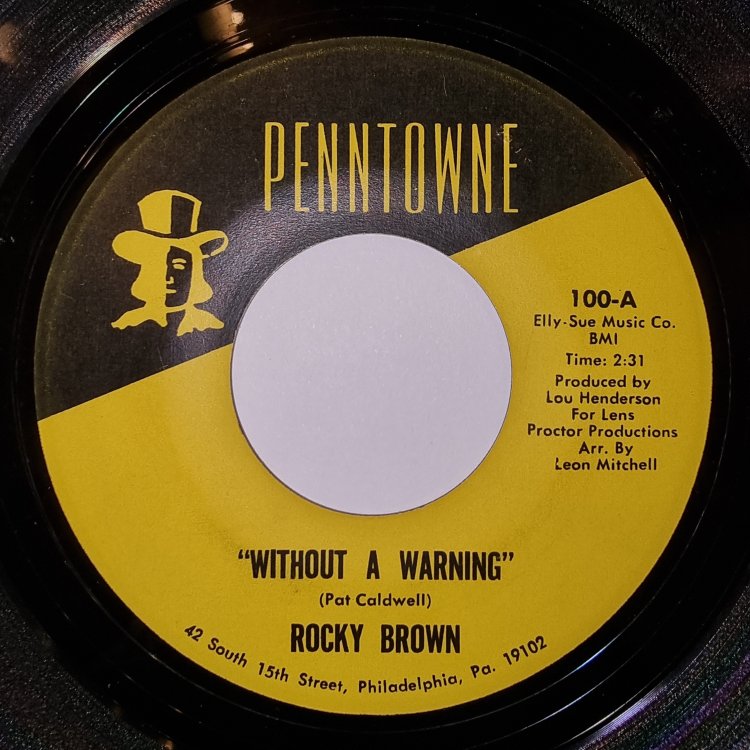 PENNTOWNE
100-A
Elly-Sue Music Co.
BMI
Time: 2:31
Produced by
Lou Henderson
For Lens
Proctor Productions
Arr. By
Leon Mitchell
"WITHOUT A WARNING"
(Pat Caldwell)
ROCKY BROWN
42 South 15th Street, Philadelphia, Pa. 19102